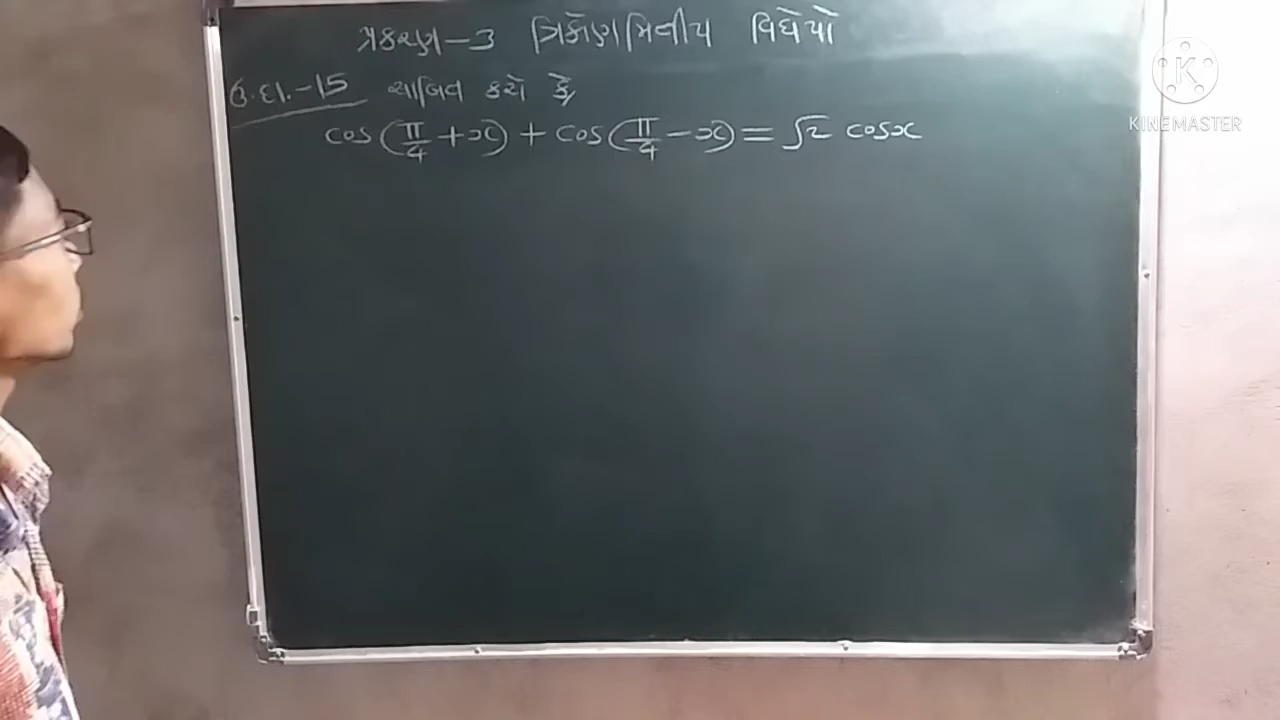 પ્રકરણ-3 ત્રિકોણમિતીય વિધેયો
ઉ.દા.-15 સાબિત કરો કે,
cos(π/4 + x) + cos(π/4 - x) = √2 cosx
K
KINEMASTER